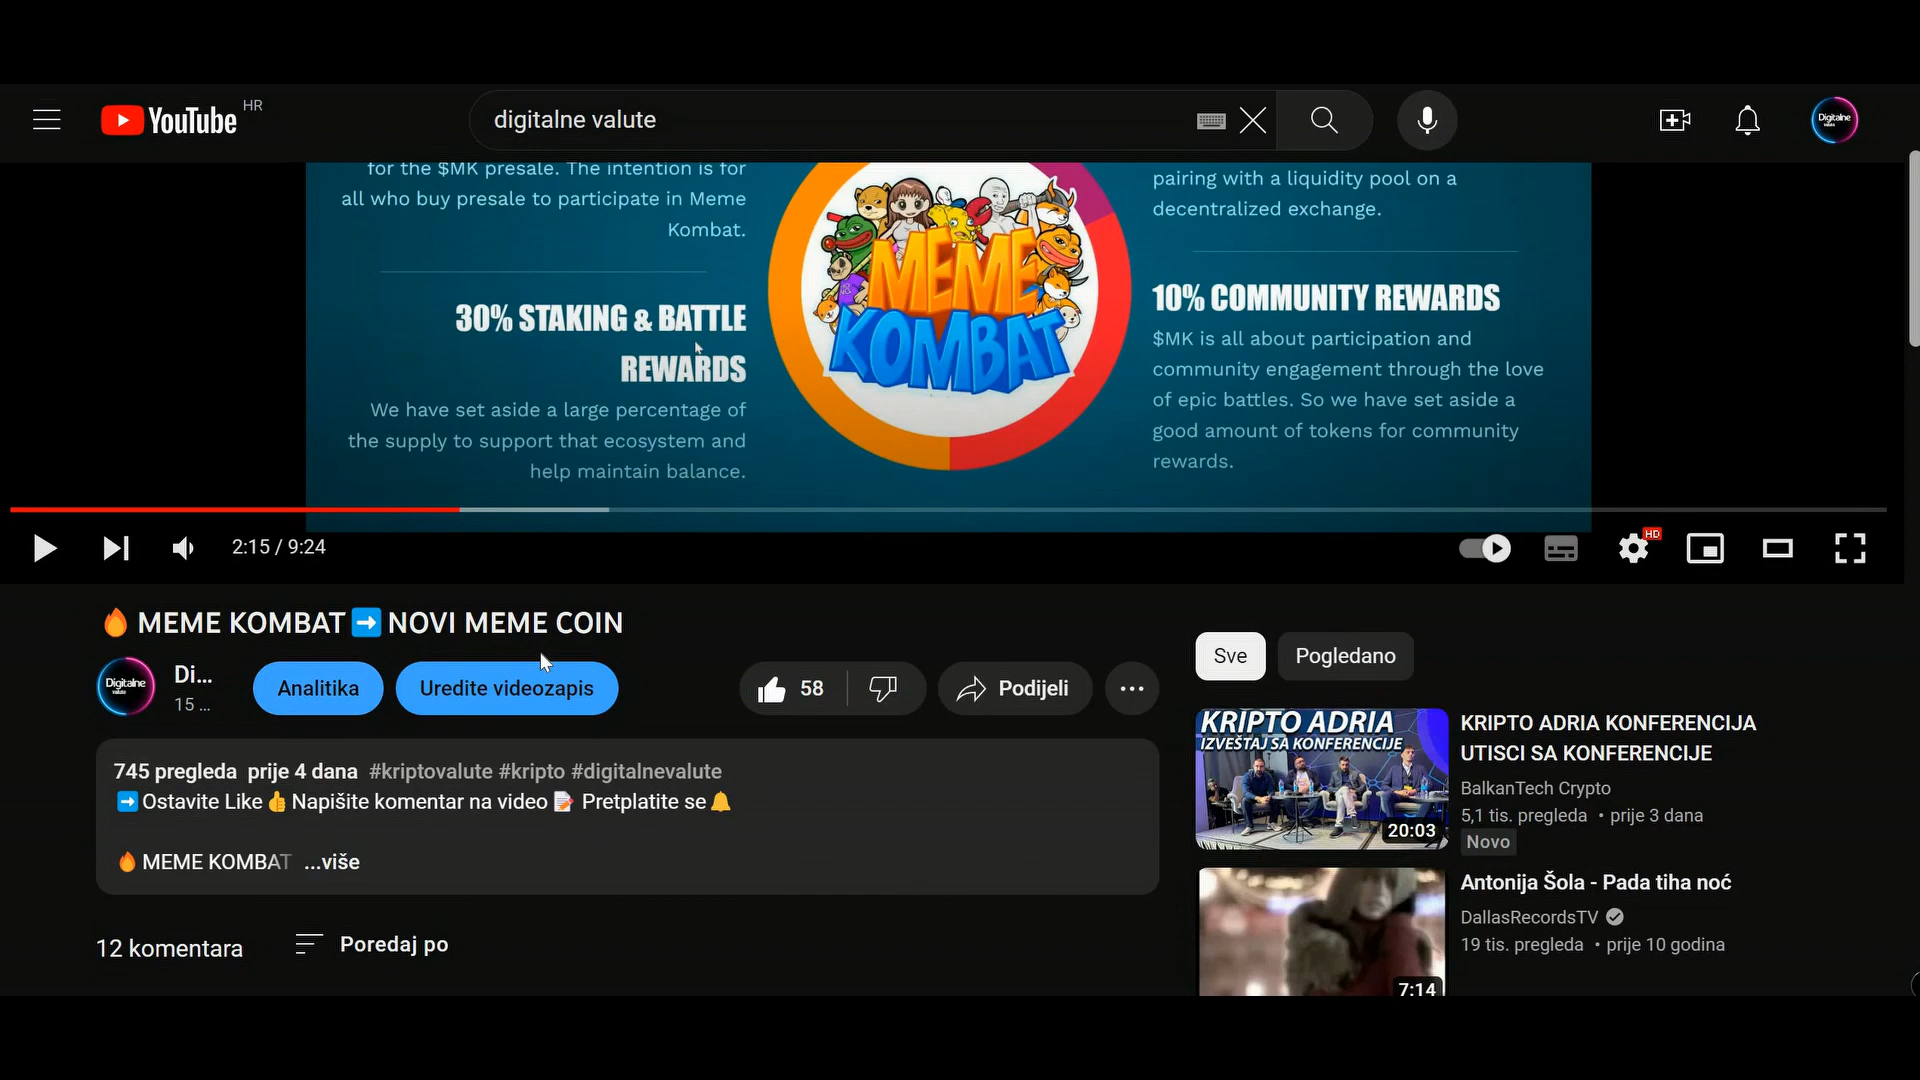 YouTube HR
digitalne valute
Digitalne
valute
for the $MK presale. The intention is for
all who buy presale to participate in Meme
Kombat.
30% STAKING & BATTLE
REWARDS
We have set aside a large percentage of
the supply to support that ecosystem and
help maintain balance.
MEME
KOMBAT
pairing with a liquidity pool on a
decentralized exchange.
10% COMMUNITY REWARDS
$MK is all about participation and
community engagement through the love
of epic battles. So we have set aside a
good amount of tokens for community
rewards.
2:15 / 9:24
HD
🔥 MEME KOMBAT➡️NOVI MEME COIN
Digitalne
valute
Di...
15 ...
Analitika
Uredite videozapis
58
Podijeli
745 pregleda prije 4 dana #kriptovalute #kripto #digitalnevalute
➡️Ostavite Like👍Napišite komentar na video📝 Pretplatite se🔔
🔥MEME KOMBAT ...više
12 komentara
Poredaj po
Sve
Pogledano
KRIPTO ADRIA
IZVEŠTAJ SA KONFERENCIJE
20:03
KRIPTO ADRIA KONFERENCIJA
UTISCI SA KONFERENCIJE
BalkanTech Crypto
5,1 tis. pregleda • prije 3 dana
Novo
7:14
Antonija Šola - Pada tiha noć
DallasRecordsTV
19 tis. pregleda • prije 10 godina